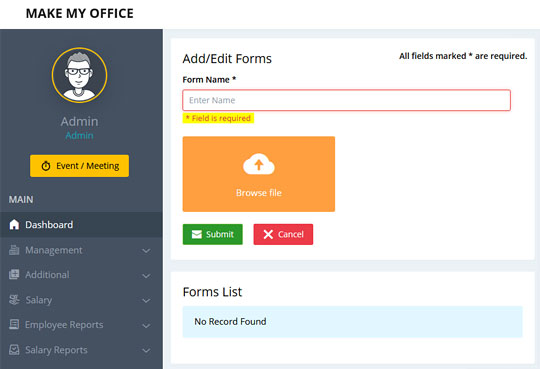 MAKE MY OFFICE
Admin
Admin
Event / Meeting
MAIN
Dashboard
Management
Additional
Salary
Employee Reports
Salary Reports
Add/Edit Forms
All fields marked * are required.
Form Name *
Enter Name
* Field is required
Browse file
Submit
Cancel
Forms List
No Record Found